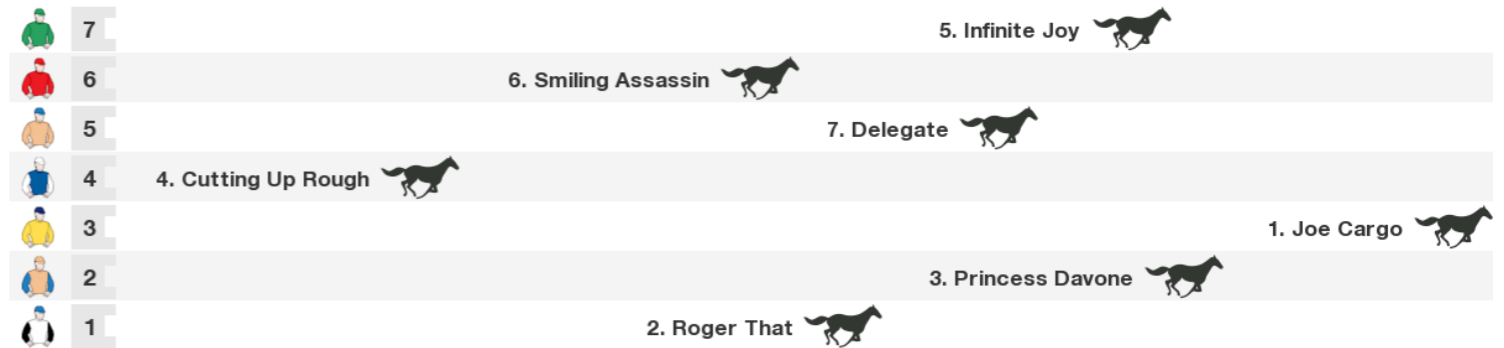 7 5. Infinite Joy
6 6. Smiling Assassin
5 7. Delegate
4 4. Cutting Up Rough
3 1. Joe Cargo
2 3. Princess Davone
1 2. Roger That